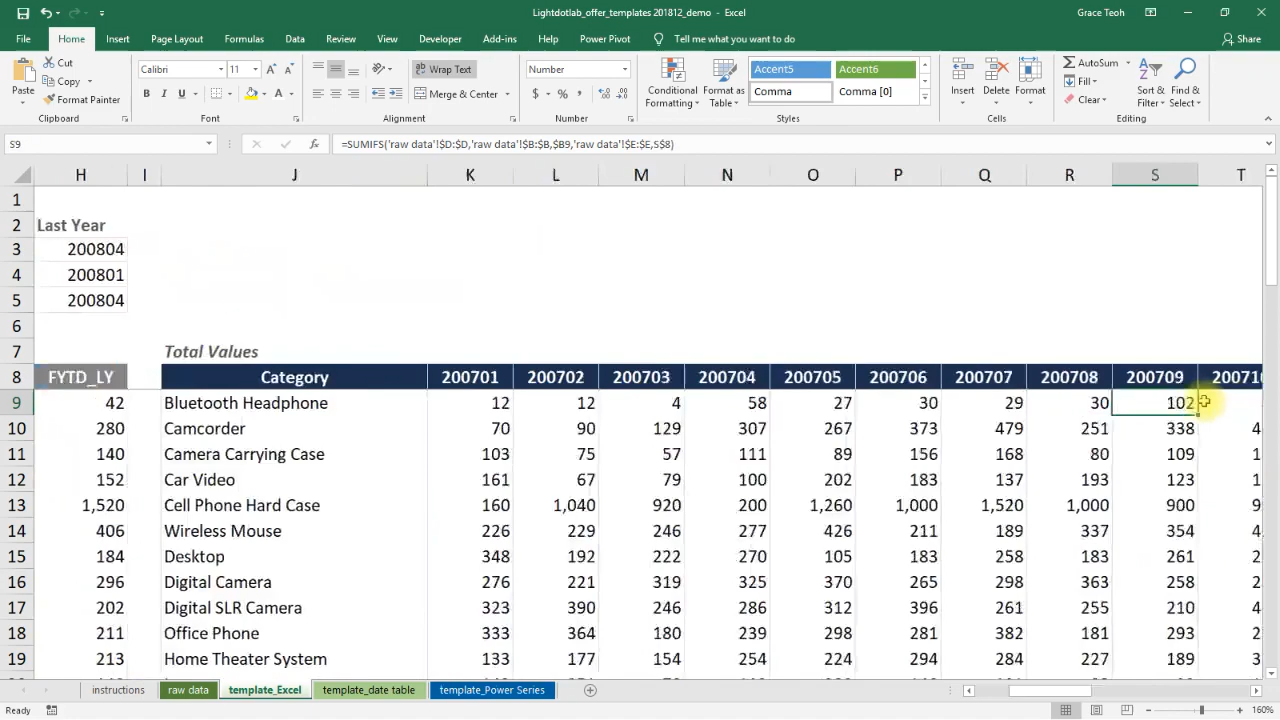 Lightdotlab_offer_templates 201812_demo - Excel
Grace Teoh
File Home Insert Page Layout Formulas Data Review View Developer Add-ins Help Power Pivot Tell me what you want to do Share
Paste
Cut
Copy
Format Painter
Clipboard
Calibri 11
B I U
Font
Wrap Text
Merge & Center
Alignment
Number
$ % ,
Number
Conditional Formatting
Format as Table
Accent5 Accent6
Comma Comma [0]
Styles
Insert Delete Format
Cells
AutoSum
Fill
Clear
Sort & Filter
Find & Select
Editing
S9 fx =SUMIFS('raw data'!$D:$D,'raw data'!$B:$B,$B9,'raw data'!$E:$E,S$8)
H I J K L M N O P Q R S T
1
2 Last Year
3 200804
4 200801
5 200804
6
7 Total Values
8 FYTD_LY Category 200701 200702 200703 200704 200705 200706 200707 200708 200709
9 42 Bluetooth Headphone 12 12 4 58 27 30 29 30 102
10 280 Camcorder 70 90 129 307 267 373 479 251 338 4
11 140 Camera Carrying Case 103 75 57 111 89 156 168 80 109 1
12 152 Car Video 161 67 79 100 202 183 137 193 123 1
13 1,520 Cell Phone Hard Case 160 1,040 920 200 1,260 1,000 1,520 1,000 900 9
14 406 Wireless Mouse 226 229 246 277 426 211 189 337 354 4
15 184 Desktop 348 192 222 270 105 183 258 183 261 2
16 296 Digital Camera 276 221 319 325 370 265 298 363 258 2
17 202 Digital SLR Camera 323 390 246 286 312 396 261 255 210 4
18 211 Office Phone 333 364 180 239 298 281 382 181 293 2
19 213 Home Theater System 133 177 154 254 224 294 284 227 189 3
instructions raw data template_Excel template_date table template_Power Series
Ready 160%